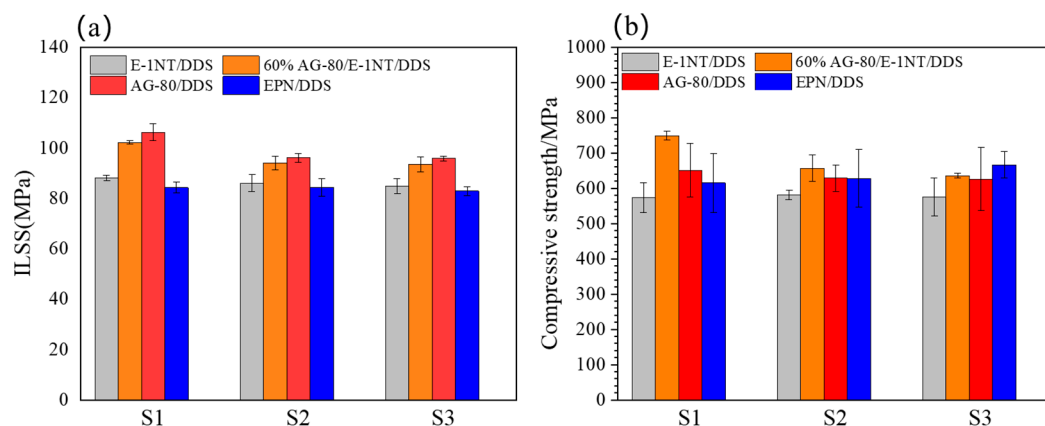 (a)
140
120
100
80
60
40
20
0
ILSS(MPa)
E-1NT/DDS
60% AG-80/E-1NT/DDS
AG-80/DDS
EPN/DDS
S1
S2
S3
(b)
1000
900
800
700
600
500
400
300
200
100
0
Compressive strength/MPa
E-1NT/DDS
60% AG-80/E-1NT/DDS
AG-80/DDS
EPN/DDS
S1
S2
S3